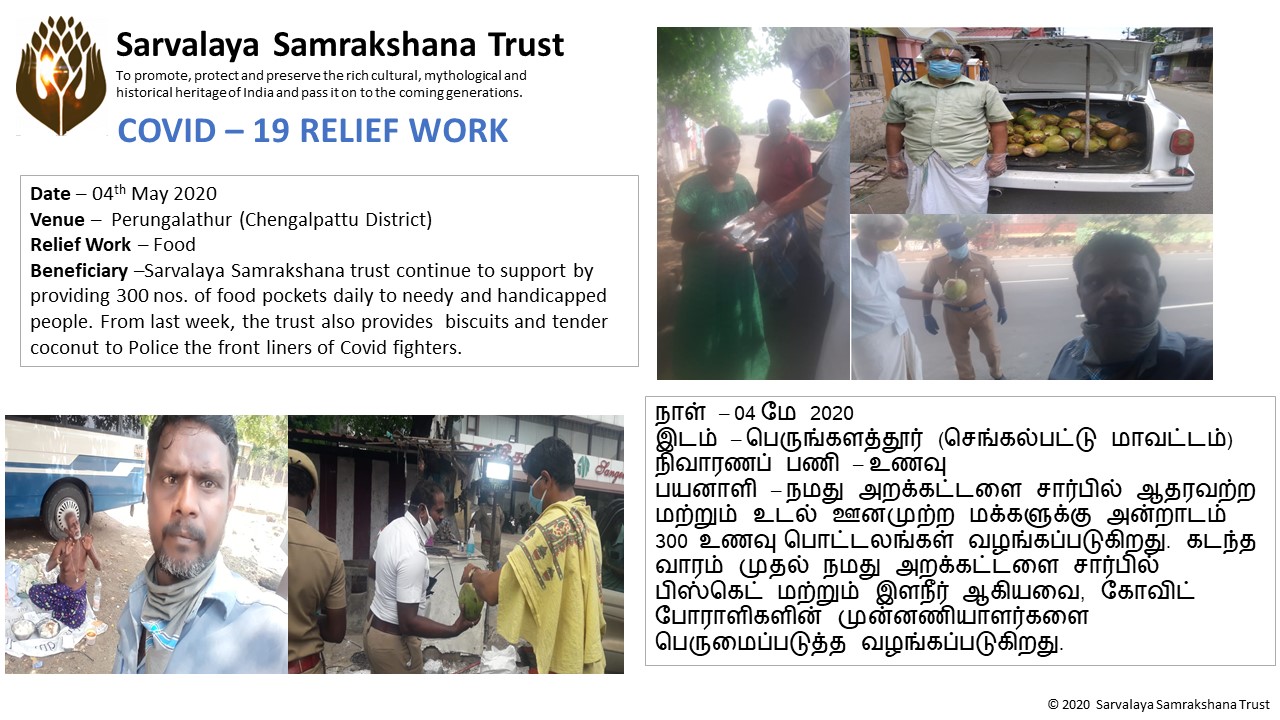 Sarvalaya Samrakshana Trust
To promote, protect and preserve the rich cultural, mythological and
historical heritage of India and pass it on to the coming generations.
COVID – 19 RELIEF WORK
Date – 04th May 2020
Venue – Perungalathur (Chengalpattu District)
Relief Work – Food
Beneficiary –Sarvalaya Samrakshana trust continue to support by
providing 300 nos. of food pockets daily to needy and handicapped
people. From last week, the trust also provides biscuits and tender
coconut to Police the front liners of Covid fighters.
நாள் – 04 மே 2020
இடம் – பெருங்களத்தூர் (செங்கல்பட்டு மாவட்டம்)
நிவாரணப் பணி – உணவு
பயனாளி – நமது அறக்கட்டளை சார்பில் ஆதரவற்ற
மற்றும் உடல் ஊனமுற்ற மக்களுக்கு அன்றாடம்
300 உணவு பொட்டலங்கள் வழங்கப்படுகிறது. கடந்த
வாரம் முதல் நமது அறக்கட்டளை சார்பில்
பிஸ்கெட் மற்றும் இளநீர் ஆகியவை, கோவிட்
போராளிகளின் முன்னணியாளர்களை
பெருமைப்படுத்த வழங்கப்படுகிறது.
© 2020 Sarvalaya Samrakshana Trust